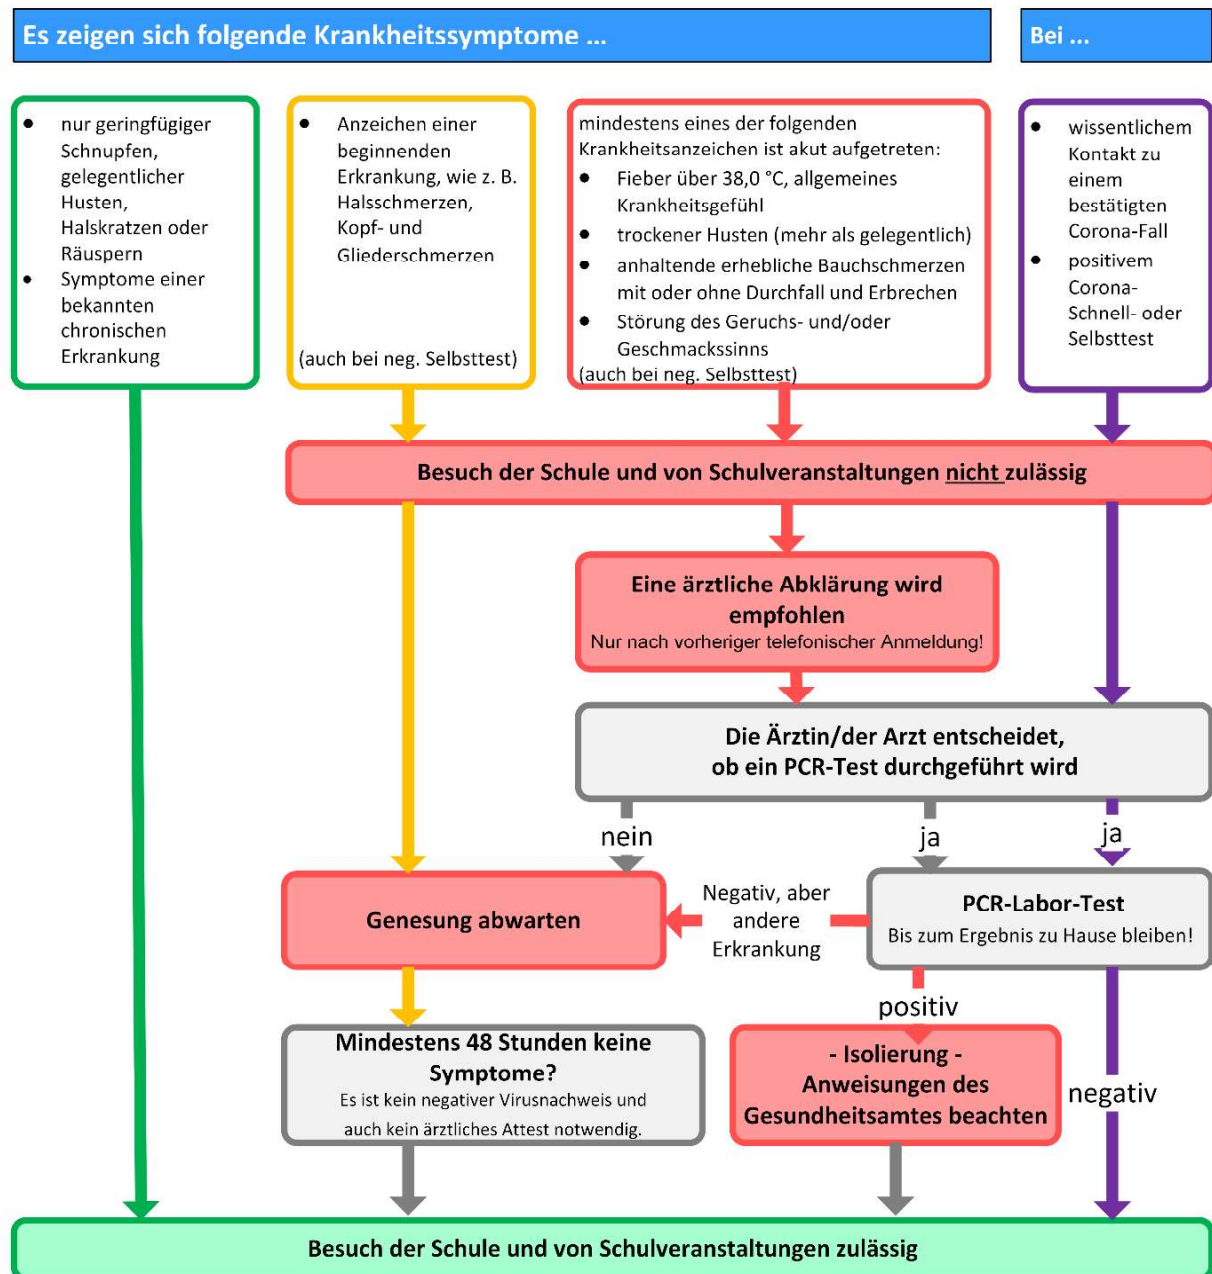 Es zeigen sich folgende Krankheitssymptome ...
Bei ...
● nur geringfügiger
Schnupfen,
gelegentlicher
Husten,
Halskratzen oder
Räuspern
● Symptome einer
bekannten
chronischen
Erkrankung
● Anzeichen einer
beginnenden
Erkrankung, wie z. B.
Halsschmerzen,
Kopf- und
Gliederschmerzen
(auch bei neg. Selbsttest)
mindestens eines der folgenden
Krankheitsanzeichen ist akut aufgetreten:
● Fieber über 38,0 °C, allgemeines
Krankheitsgefühl
● trockener Husten (mehr als gelegentlich)
● anhaltende erhebliche Bauchschmerzen
mit oder ohne Durchfall und Erbrechen
● Störung des Geruchs- und/oder
Geschmackssinns
(auch bei neg. Selbsttest)
● wissentlichem
Kontakt zu
einem
bestätigten
Corona-Fall
● positivem
Corona-
Schnell- oder
Selbsttest
Besuch der Schule und von Schulveranstaltungen nicht zulässig
Eine ärztliche Abklärung wird
empfohlen
Nur nach vorheriger telefonischer Anmeldung!
Die Ärztin/der Arzt entscheidet,
ob ein PCR-Test durchgeführt wird
nein
ja
ja
Genesung abwarten
Negativ, aber
andere
Erkrankung
PCR-Labor-Test
Bis zum Ergebnis zu Hause bleiben!
positiv
Mindestens 48 Stunden keine
Symptome?
Es ist kein negativer Virusnachweis und
auch kein ärztliches Attest notwendig.
- Isolierung -
Anweisungen des
Gesundheitsamtes beachten
negativ
Besuch der Schule und von Schulveranstaltungen zulässig